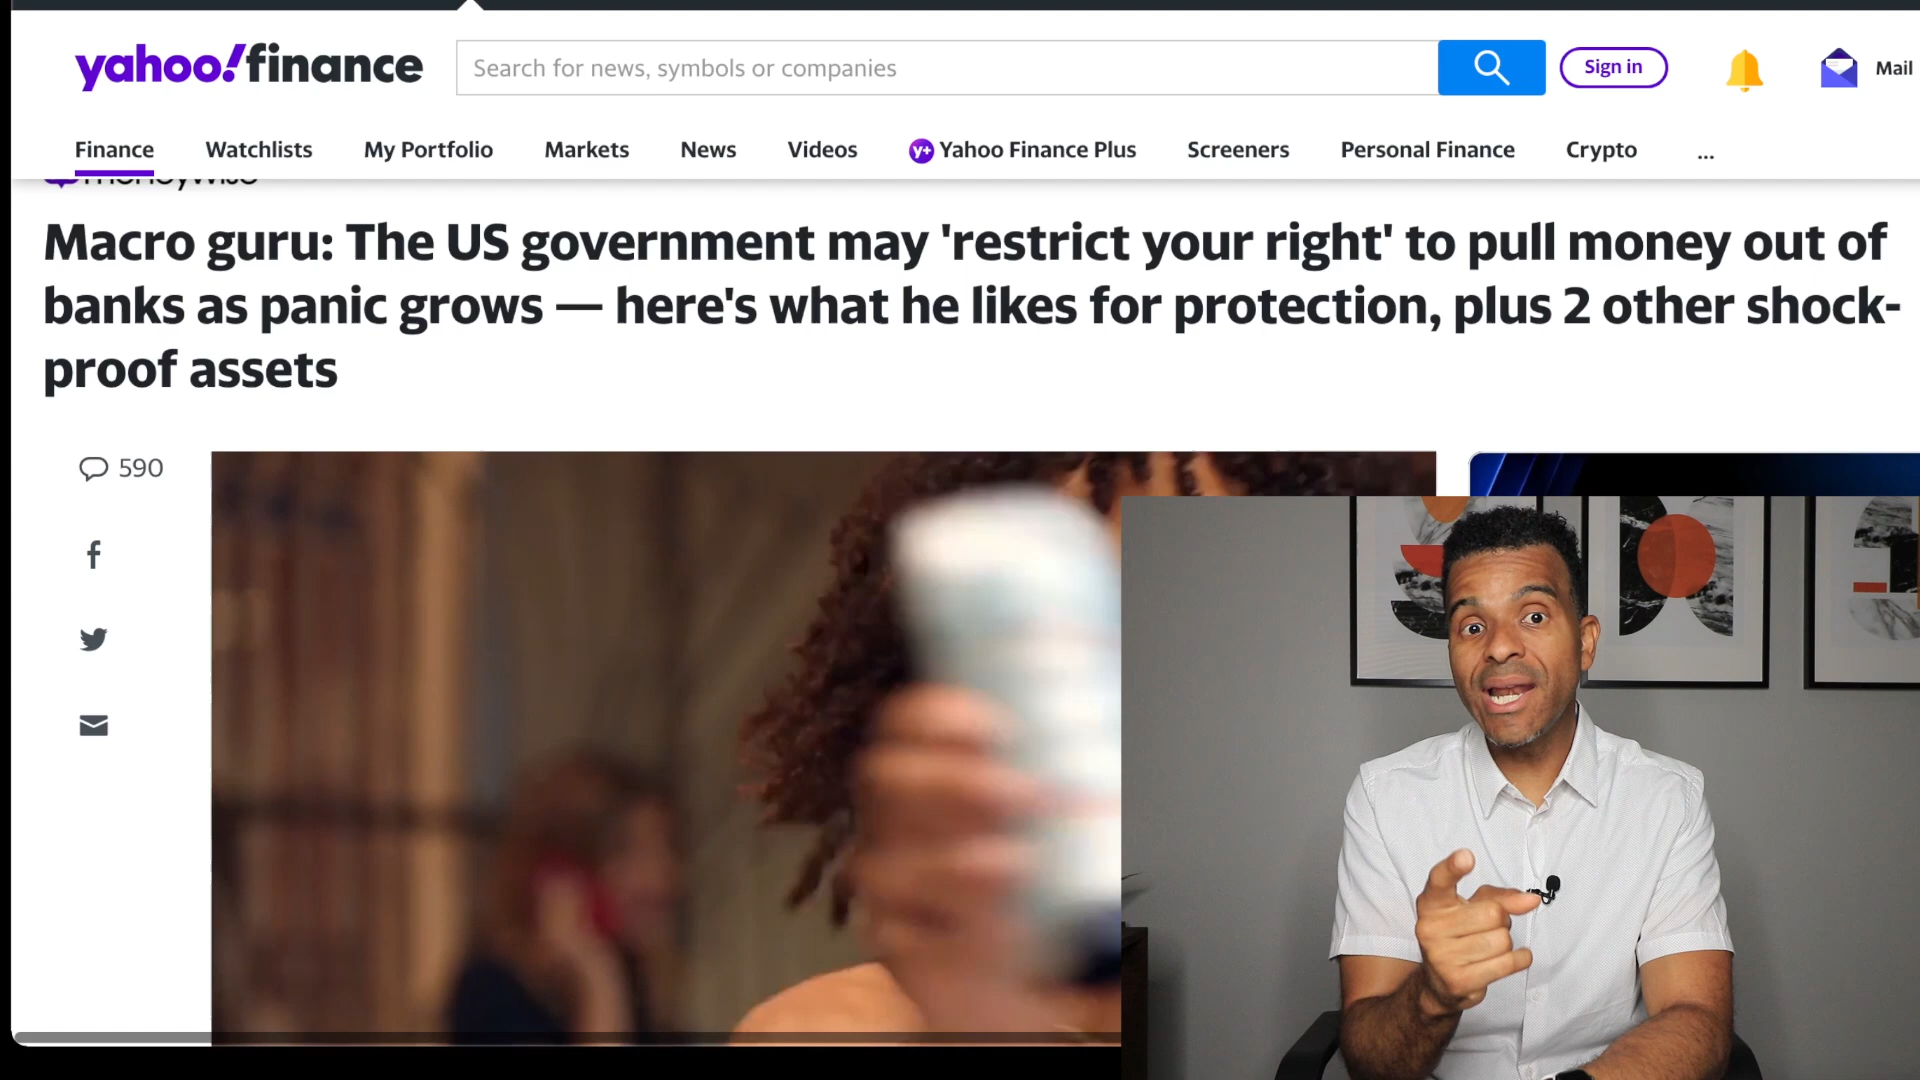 yahoo!finance
Search for news, symbols or companies
Sign in
Mail
Finance Watchlists My Portfolio Markets News Videos y+ Yahoo Finance Plus Screeners Personal Finance Crypto ...
moneywise
Macro guru: The US government may 'restrict your right' to pull money out of
banks as panic grows — here's what he likes for protection, plus 2 other shock-
proof assets
590